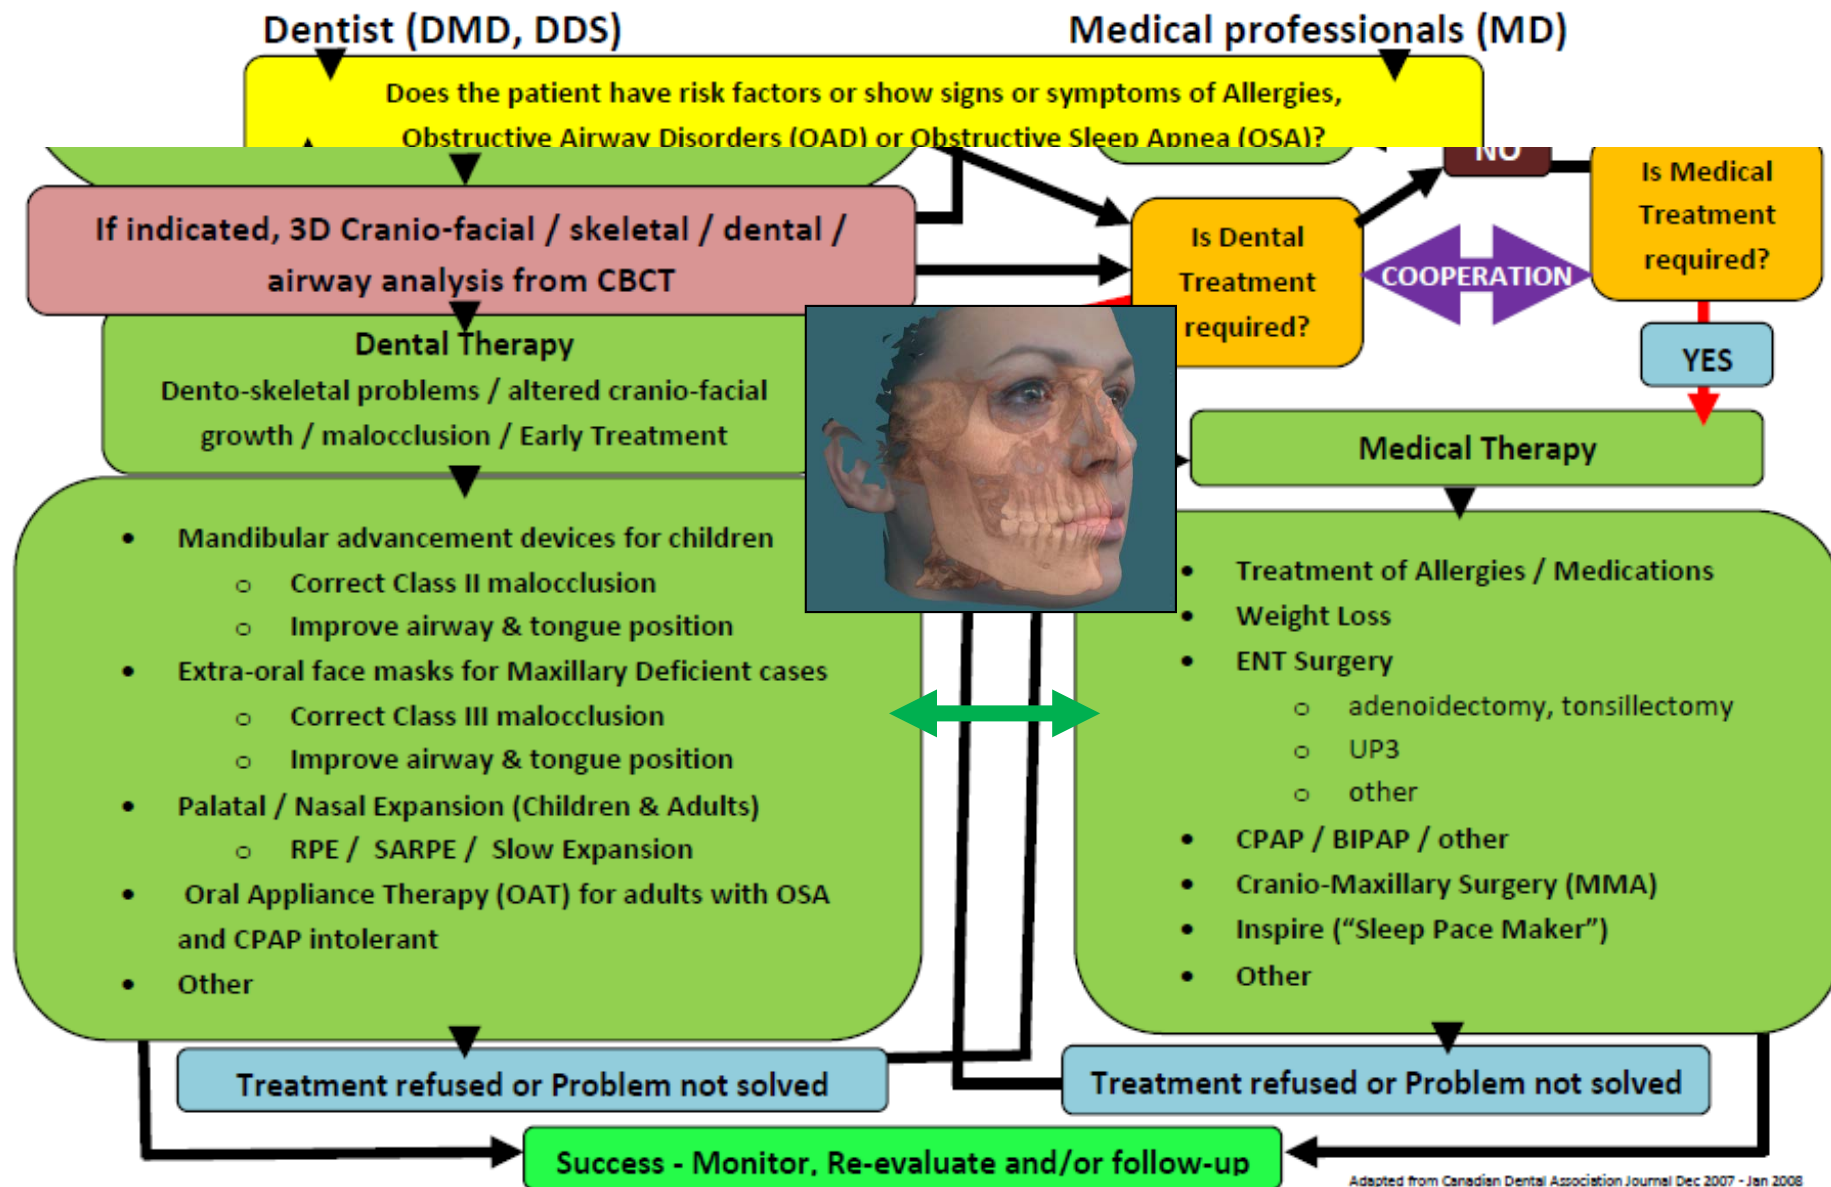 Dentist (DMD, DDS)
Medical professionals (MD)
Does the patient have risk factors or show signs or symptoms of Allergies,
Obstructive Airway Disorders (OAD) or Obstructive Sleep Apnea (OSA)?
If indicated, 3D Cranio-facial / skeletal / dental /
airway analysis from CBCT
Is Dental
Treatment
required?
NO
COOPERATION
Is Medical
Treatment
required?
YES
Dental Therapy
Dento-skeletal problems / altered cranio-facial
growth / malocclusion / Early Treatment
Medical Therapy
• Mandibular advancement devices for children
o Correct Class II malocclusion
o Improve airway & tongue position
• Extra-oral face masks for Maxillary Deficient cases
o Correct Class III malocclusion
o Improve airway & tongue position
• Palatal / Nasal Expansion (Children & Adults)
o RPE / SARPE / Slow Expansion
• Oral Appliance Therapy (OAT) for adults with OSA
and CPAP intolerant
• Other
• Treatment of Allergies / Medications
• Weight Loss
• ENT Surgery
o adenoidectomy, tonsillectomy
o UP3
o other
• CPAP / BIPAP / other
• Cranio-Maxillary Surgery (MMA)
• Inspire (“Sleep Pace Maker”)
• Other
Treatment refused or Problem not solved
Treatment refused or Problem not solved
Success - Monitor, Re-evaluate and/or follow-up
Adapted from Canadian Dental Association Journal Dec 2007 - Jan 2008